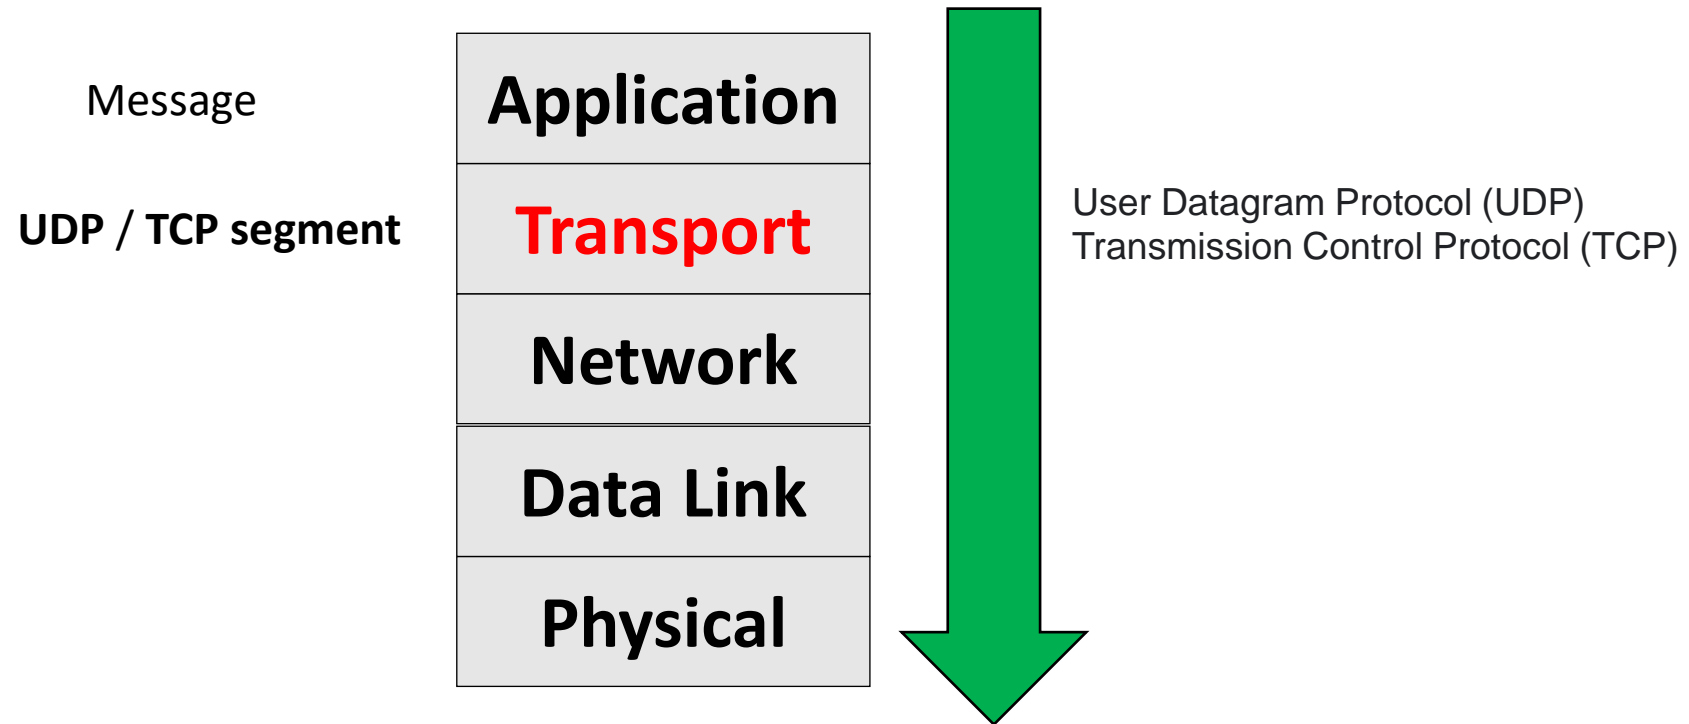 Message
Application
UDP / TCP segment
Transport
User Datagram Protocol (UDP)
Transmission Control Protocol (TCP)
Network
Data Link
Physical